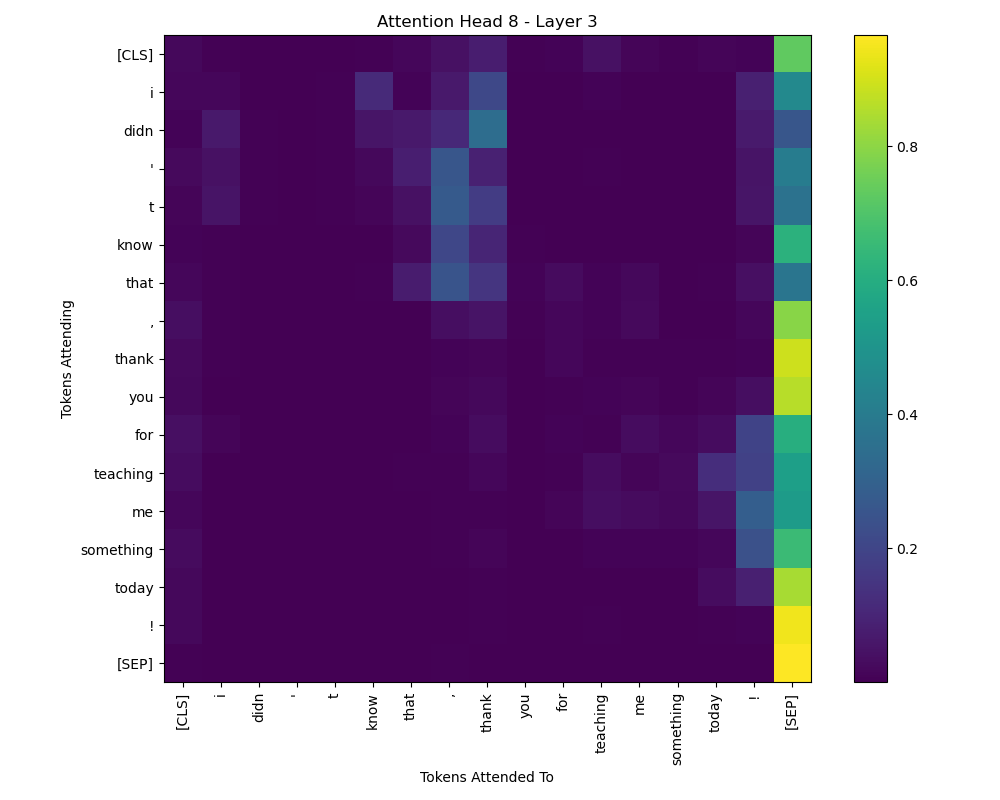 Attention Head 8 - Layer 3
Tokens Attending
[CLS]
i
didn
'
t
know
that
,
thank
you
for
teaching
me
something
today
!
[SEP]
[CLS]
i
didn
'
t
know
that
,
thank
you
for
teaching
me
something
today
!
[SEP]
Tokens Attended To
0.8
0.6
0.4
0.2